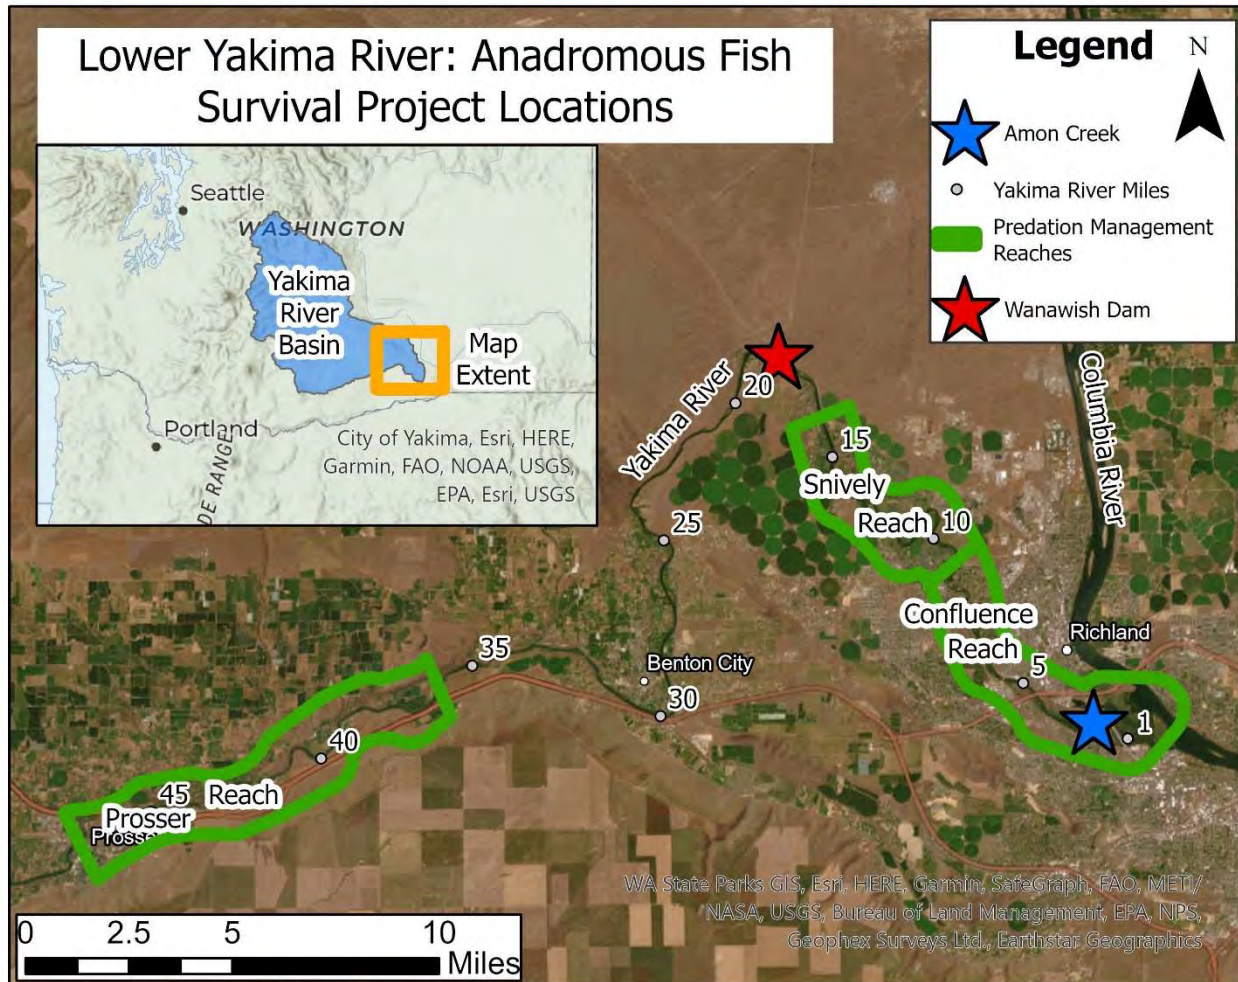 Lower Yakima River: Anadromous Fish
Survival Project Locations
Legend
N
Amon Creek
Yakima River Miles
Predation Management
Reaches
Wanawish Dam
Seattle
WASHINGTON
Yakima
River
Basin
Map
Extent
Portland
DE RANGE
City of Yakima, Esri, HERE,
Garmin, FAO, NOAA, USGS,
EPA, Esri, USGS
Columbia River
Yakima River
20
15
Snively
Reach
10
25
Confluence
Reach
Richland
5
35
Benton City
30
1
40
45
Reach
Prosser
Prosser
WA State Parks GIS, Esri, HERE, Garmin, SafeGraph, FAO, METI/
NASA, USGS, Bureau of Land Management, EPA, NPS,
Geophex Surveys Ltd., Earthstar Geographics
0 2.5 5 10
Miles